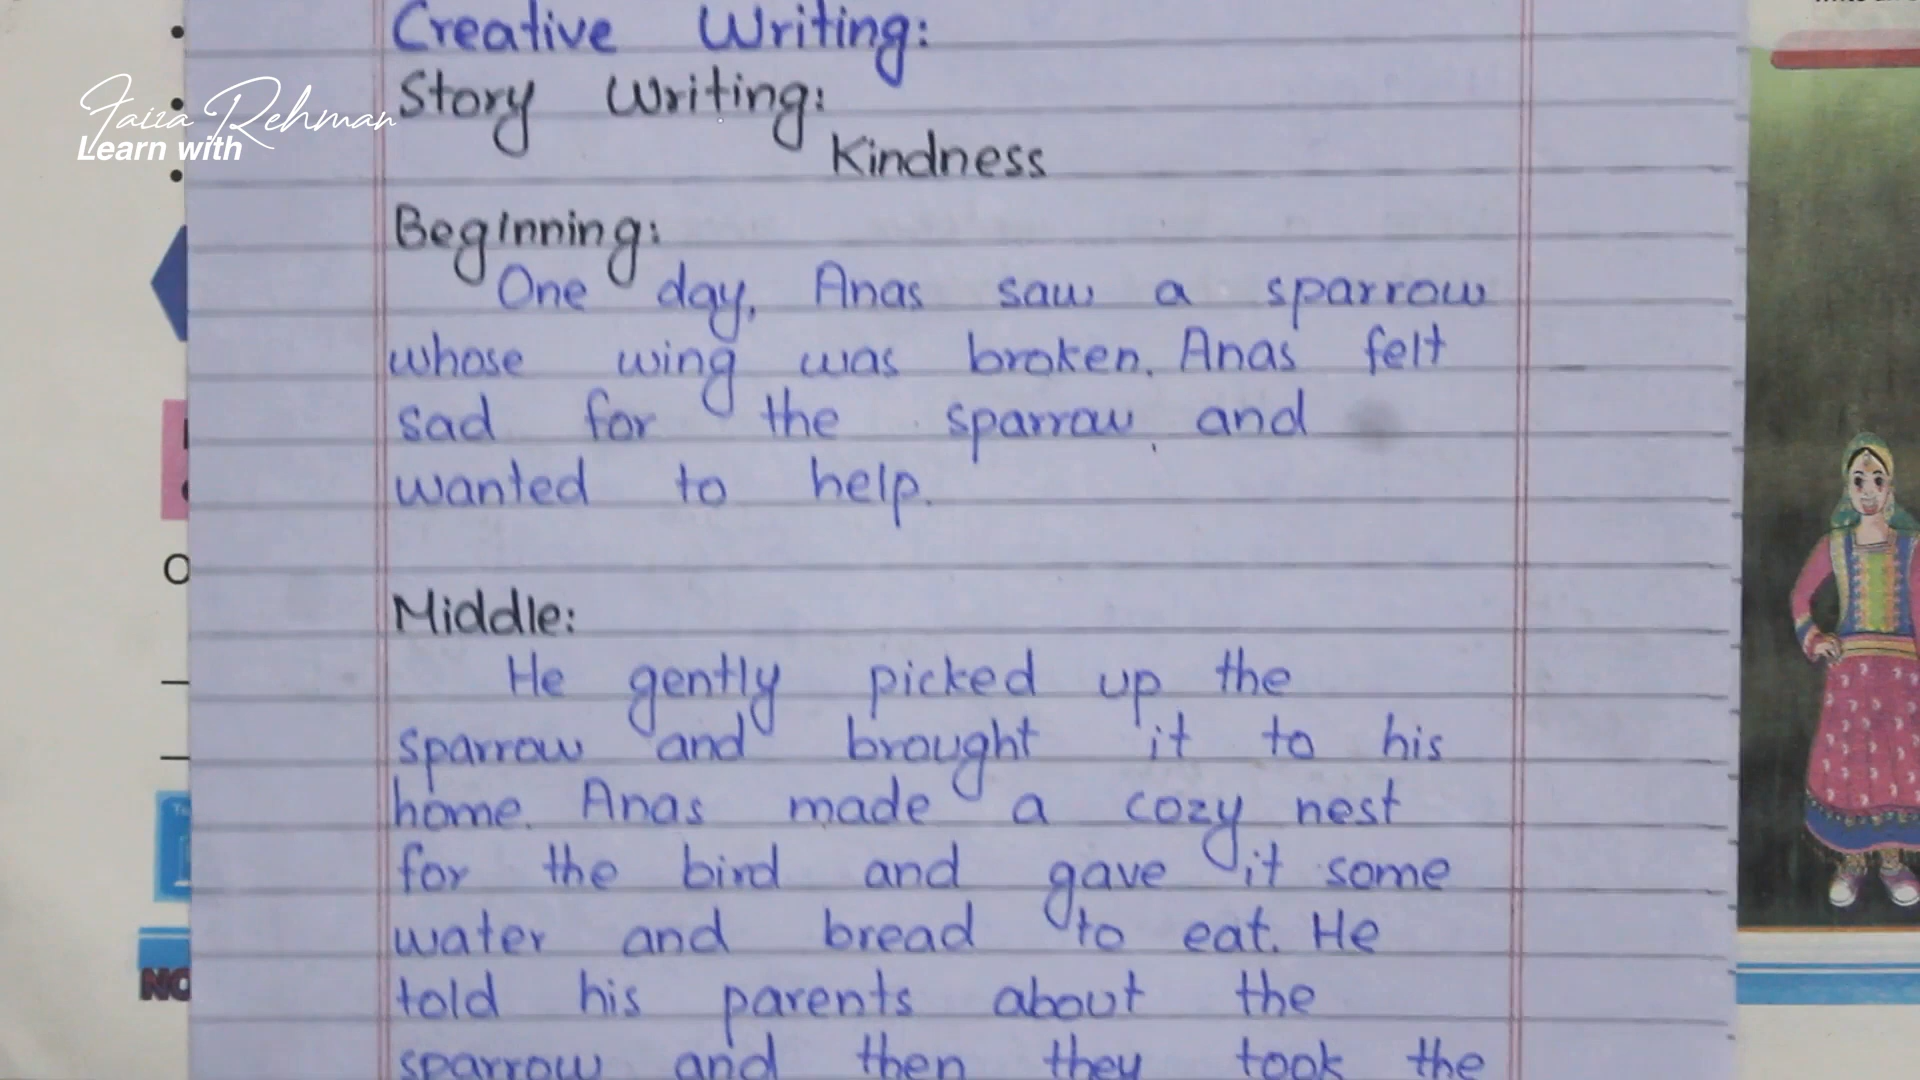 Creative Writing:
Story Writing:
Faiza Rehman
Learn with
Kindness
Beginning:
One day, Anas saw a sparrow
whose wing was broken. Anas felt
sad for the sparrow and
wanted to help.
Middle:
He gently picked up the
sparrow and brought it to his
home. Anas made a cozy nest
for the bird and gave it some
water and bread to eat. He
told his parents about the
sparrow and then they took the
NO